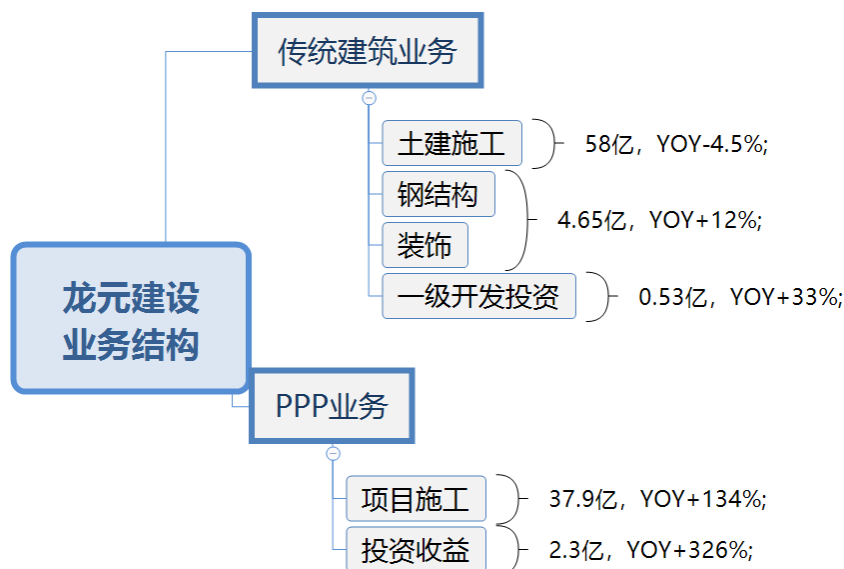 传统建筑业务
土建施工
58亿，YOY-4.5%;
钢结构
4.65亿，YOY+12%;
装饰
一级开发投资
0.53亿，YOY+33%;
龙元建设
业务结构
PPP业务
项目施工
37.9亿，YOY+134%;
投资收益
2.3亿，YOY+326%;